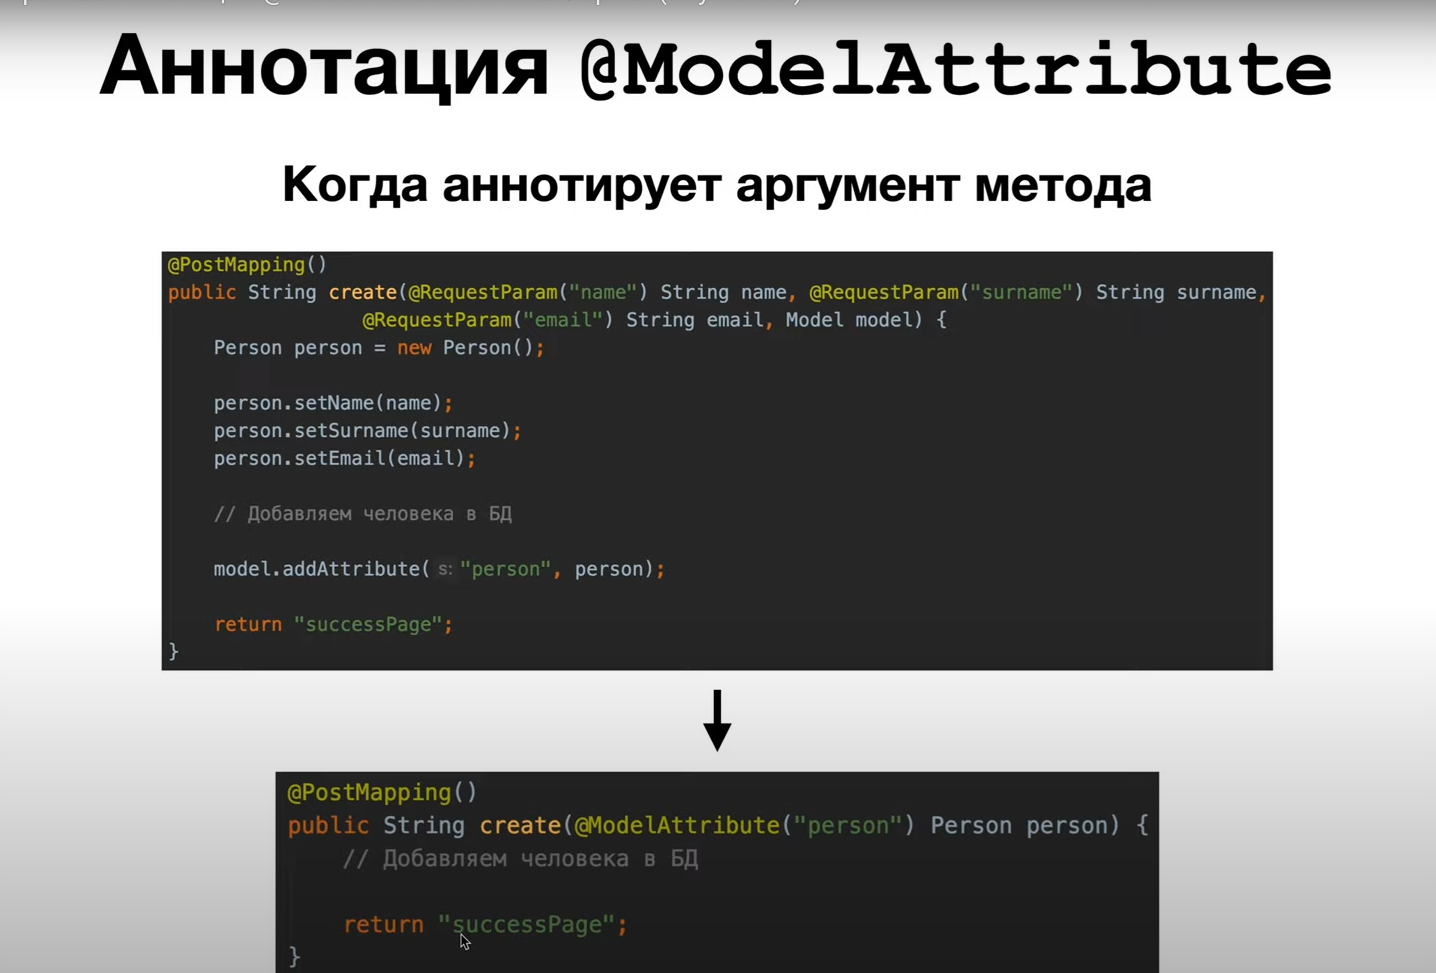 Аннотация @ModelAttribute
Когда аннотирует аргумент метода
@PostMapping()
public String create(@RequestParam("name") String name, @RequestParam("surname") String surname,
@RequestParam("email") String email, Model model) {
Person person = new Person();
person.setName(name);
person.setSurname(surname);
person.setEmail(email);
// Добавляем человека в БД
model.addAttribute( s: "person", person);
return "successPage";
}
@PostMapping()
public String create(@ModelAttribute("person") Person person) {
// Добавляем человека в БД
return "successPage";
}